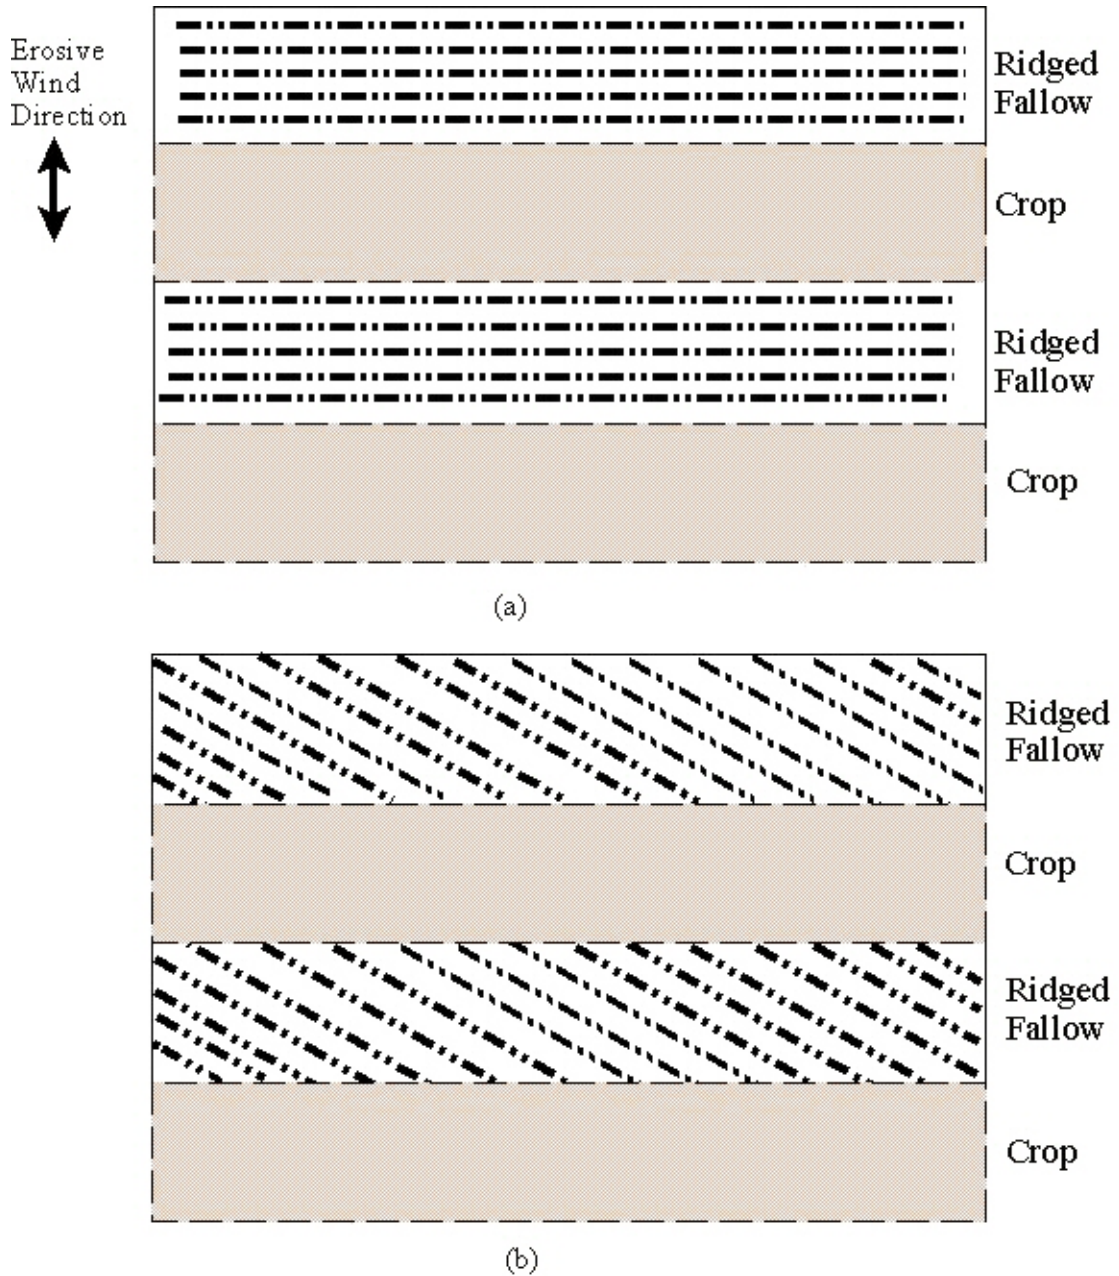 Erosive
Wind
Direction
Ridged
Fallow
Crop
Ridged
Fallow
Crop
(a)
Ridged
Fallow
Crop
Ridged
Fallow
Crop
(b)